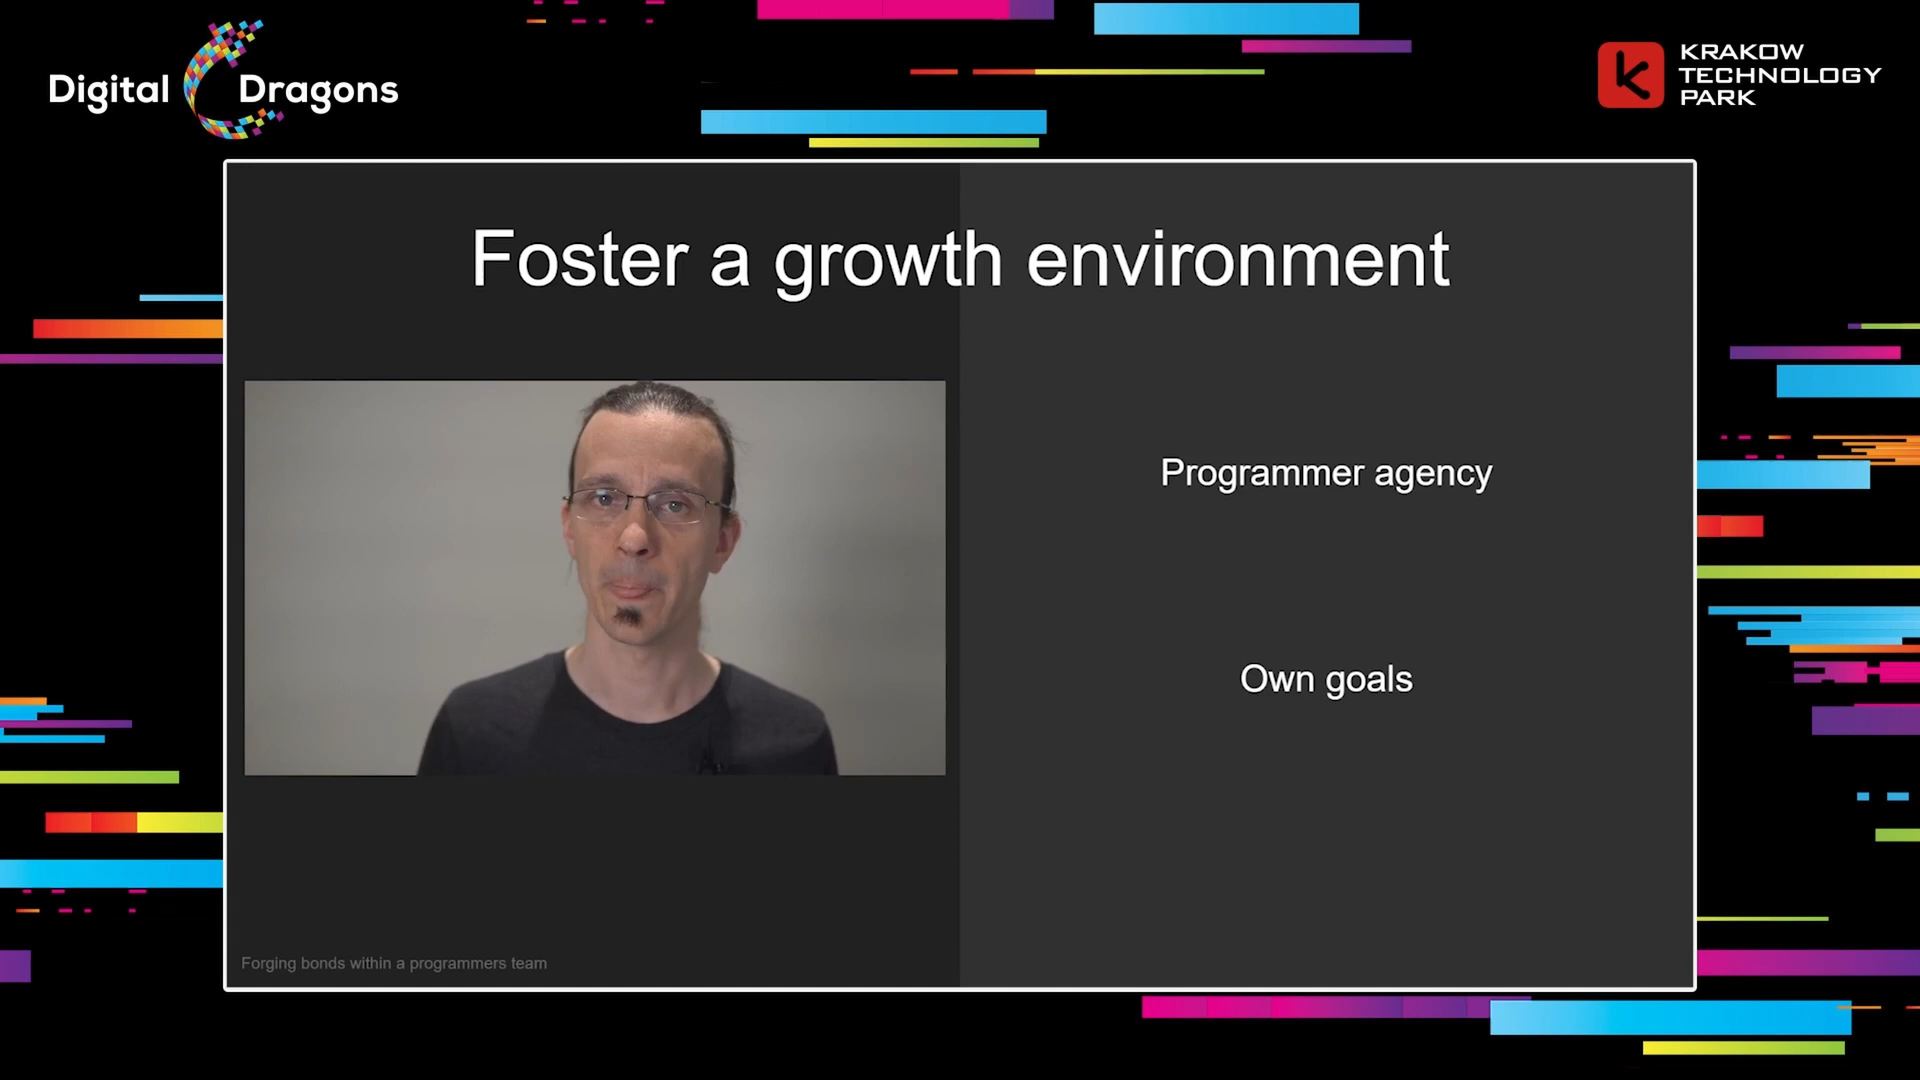 Digital Dragons
KRAKOW
TECHNOLOGY
PARK
Foster a growth environment
Programmer agency
Own goals
Forging bonds within a programmers team